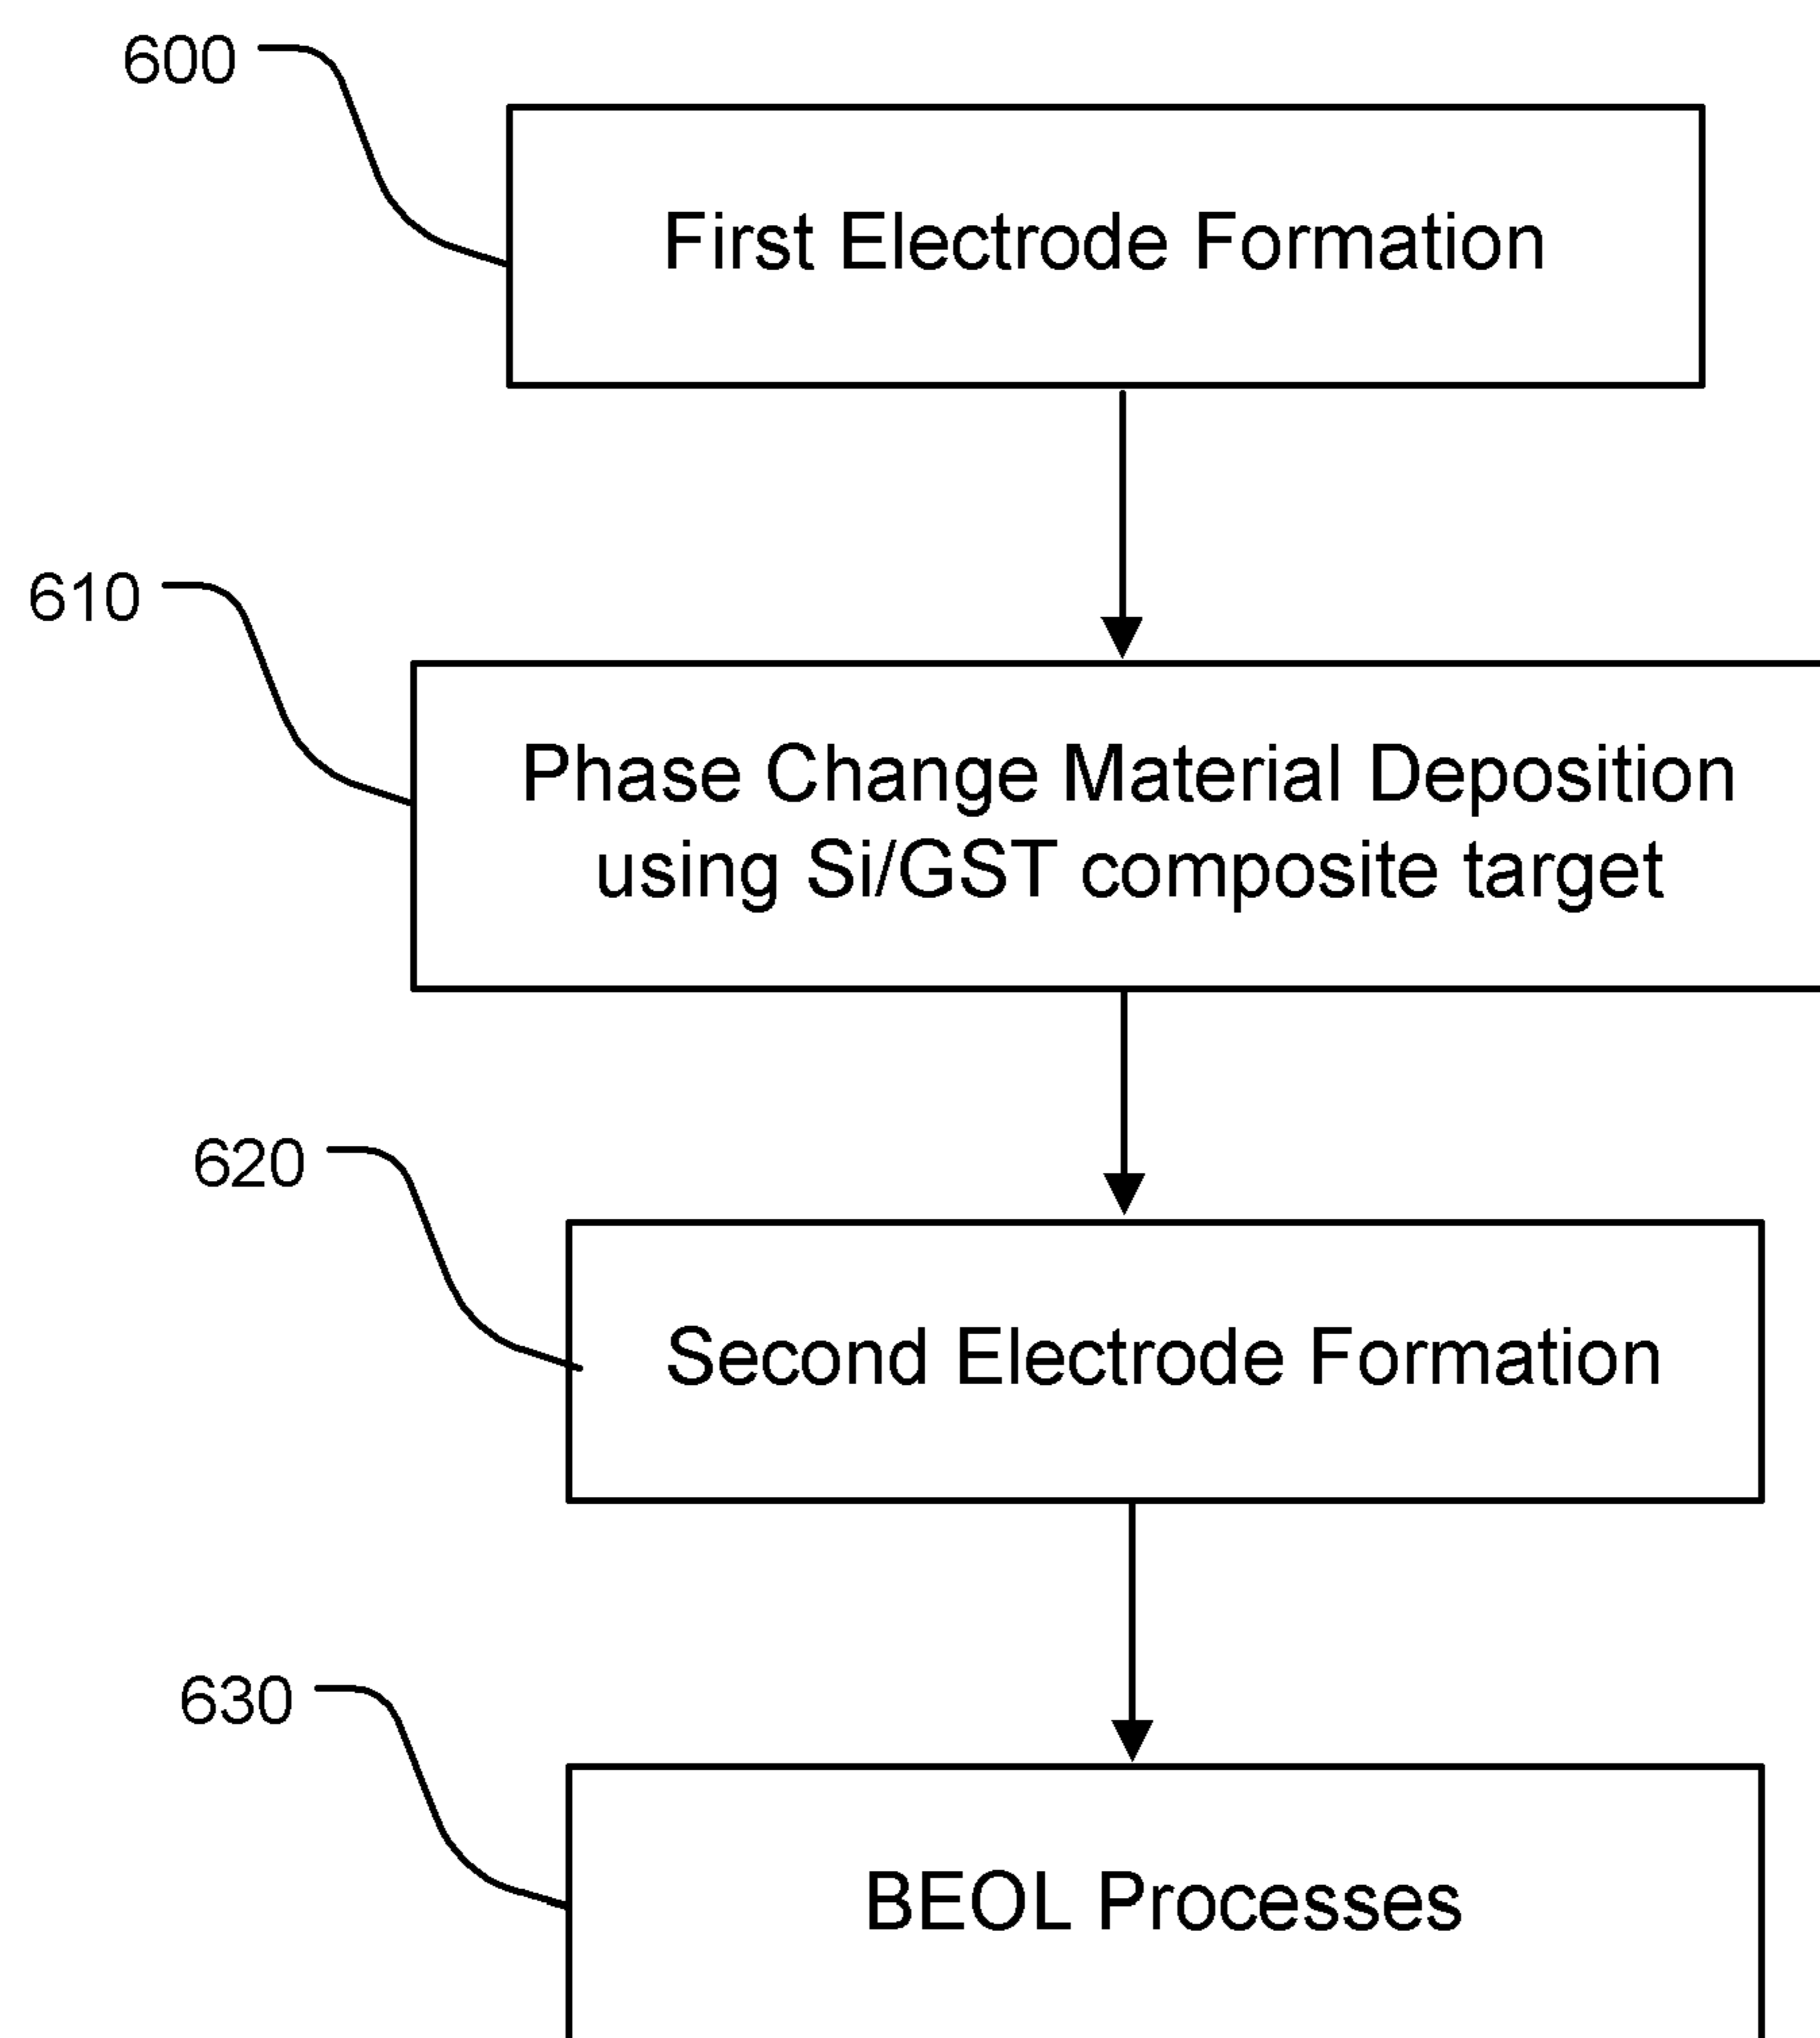 600
First Electrode Formation
610
Phase Change Material Deposition
using Si/GST composite target
620
Second Electrode Formation
630
BEOL Processes